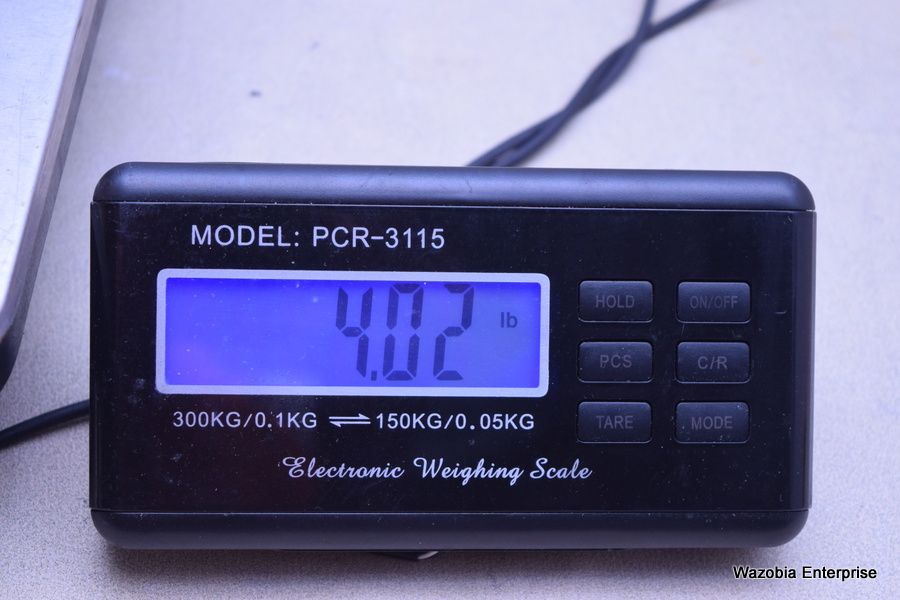 MODEL: PCR-3115
4.02 lb
HOLD ON/OFF
PCS C/R
TARE MODE
300KG/0.1KG ⇌ 150KG/0.05KG
Electronic Weighing Scale
Wazobia Enterprise